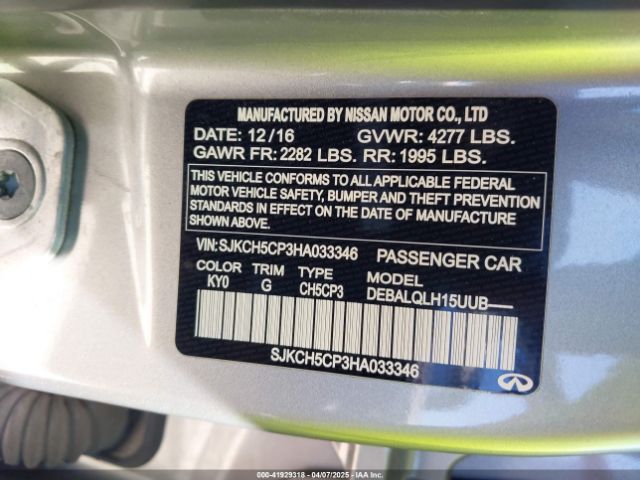 MANUFACTURED BY NISSAN MOTOR CO., LTD
DATE: 12/16 GVWR: 4277 LBS.
GAWR FR: 2282 LBS. RR: 1995 LBS.
THIS VEHICLE CONFORMS TO ALL APPLICABLE FEDERAL
MOTOR VEHICLE SAFETY, BUMPER AND THEFT PREVENTION
STANDARDS IN EFFECT ON THE DATE OF MANUFACTURE
SHOWN ABOVE.
VIN: SJKCH5CP3HA033346 PASSENGER CAR
COLOR TRIM TYPE MODEL
KY0 G CH5CP3 DEBALQLH15UUB——
SJKCH5CP3HA033346
INFINITI
000-41929318 - 04/07/2025 - IAA Inc.